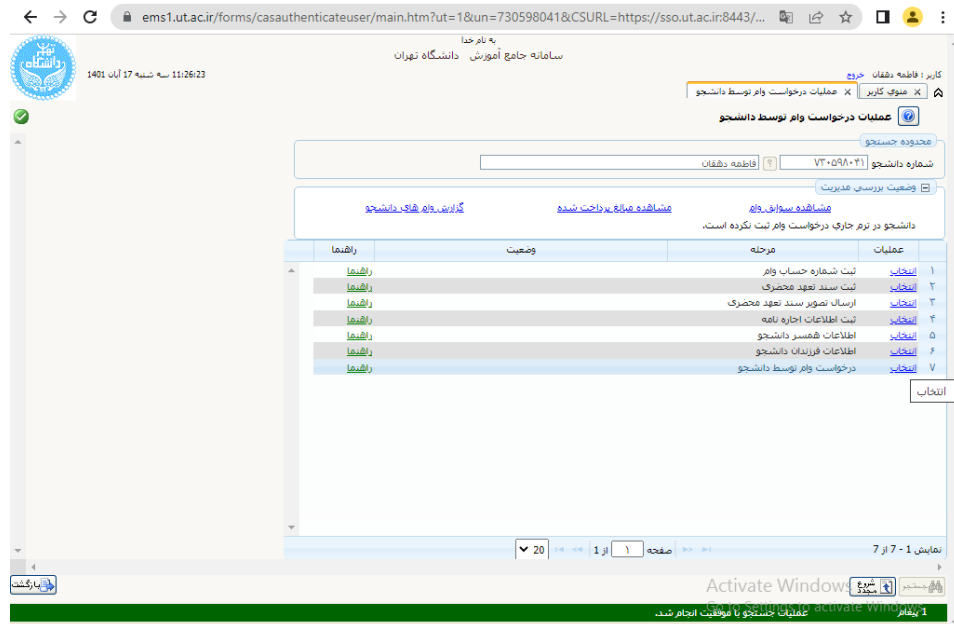 ems1.ut.ac.ir/forms/casauthenticateuser/main.htm?ut=1&un=730598041&CSURL=https://sso.ut.ac.ir:8443/...
به نام خدا
سامانه جامع آموزش دانشگاه تهران
11:26:23 سه شنبه 17 آبان 1401
کاربر : فاطمه دهقان خروج
منوي كاربر x عملیات درخواست وام توسط دانشجو x
عملیات درخواست وام توسط دانشجو
محدوده جستجو
شماره دانشجو ۷۳۰۵۹۸۰۴۱ ? فاطمه دهقان
وضعیت بررسی مدیریت
مشاهده سوابق وام مشاهده مبالغ پرداخت شده گزارش وام های دانشجو
دانشجو در ترم جاري درخواست وام ثبت نکرده است.
عملیات مرحله وضعیت راهنما
۱ انتخاب ثبت شماره حساب وام راهنما
۲ انتخاب ثبت سند تعهد محضری راهنما
۳ انتخاب ارسال تصویر سند تعهد محضری راهنما
۴ انتخاب ثبت اطلاعات اجاره نامه راهنما
۵ انتخاب اطلاعات همسر دانشجو راهنما
۶ انتخاب اطلاعات فرزندان دانشجو راهنما
۷ انتخاب درخواست وام توسط دانشجو راهنما
انتخاب
نمایش 1 - 7 از 7 صفحه ۱ از 1 20
جستجو شروع مجدد بازگشت
Activate Windows
Go to Settings to activate Windows.
1 پیغام عملیات جستجو با موفقیت انجام شد.